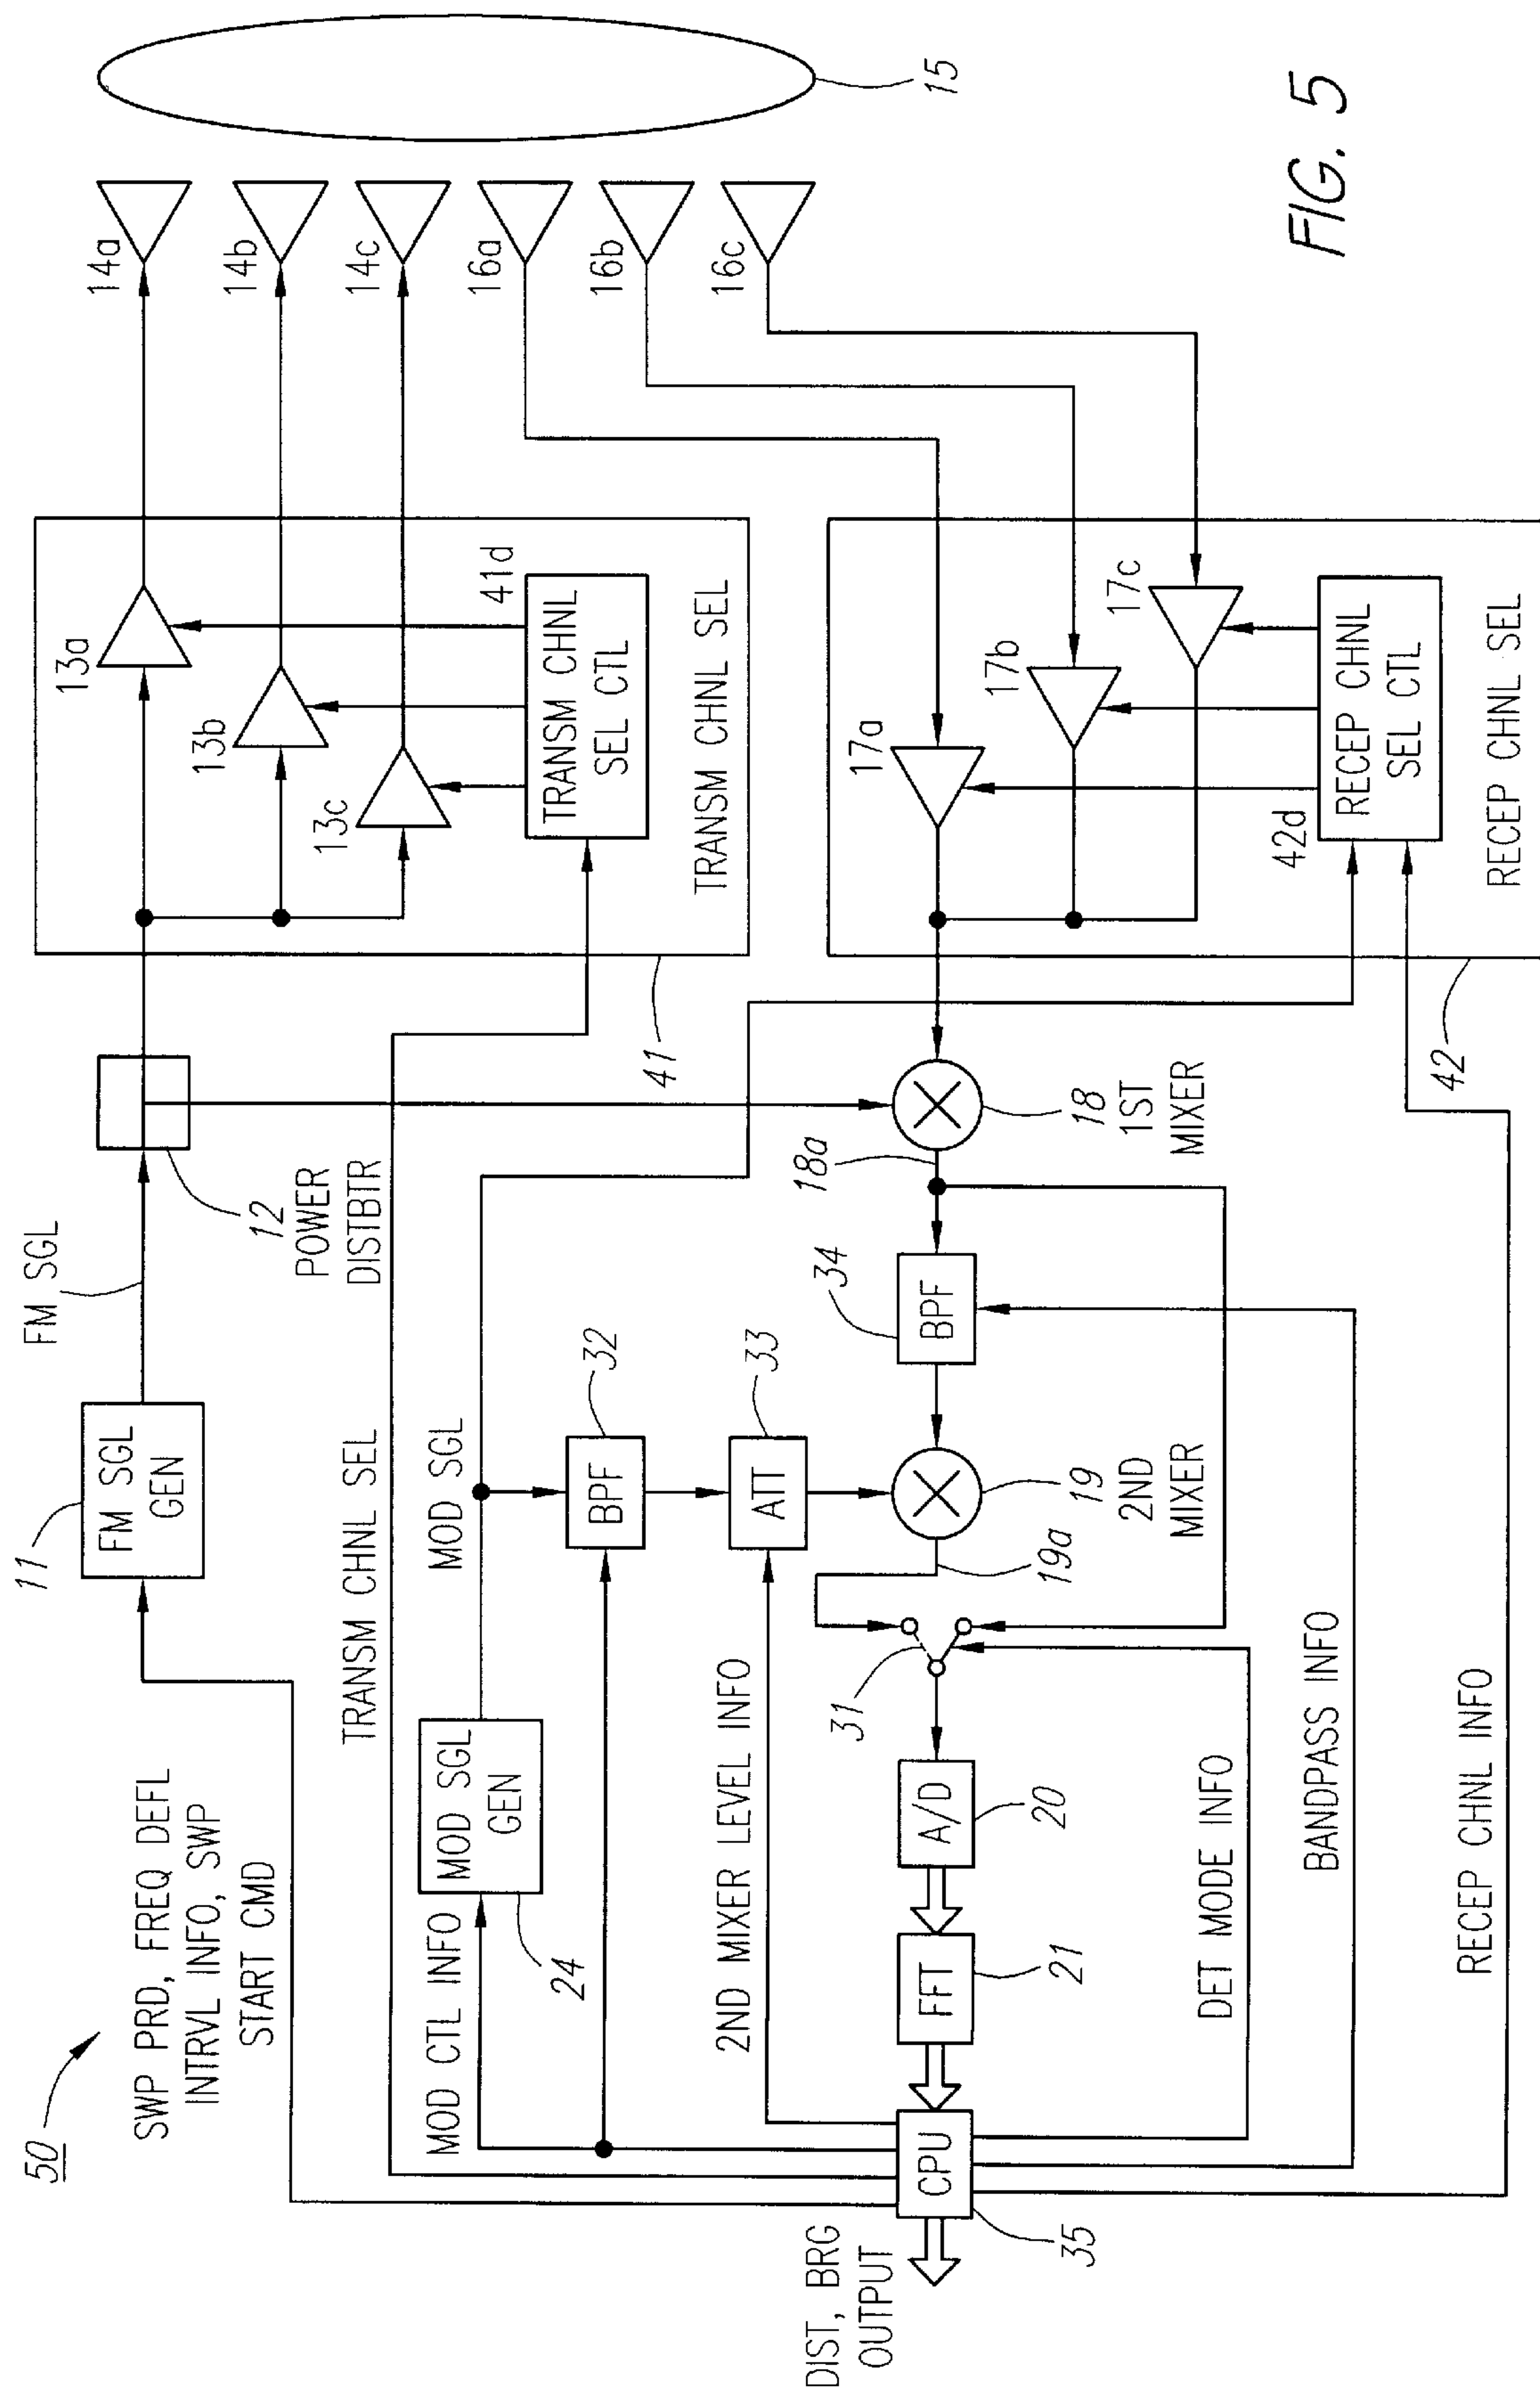 50
SWP PRD, FREQ DEFL
INTRVL INFO, SWP
START CMD
11
FM SGL
GEN
FM SGL
12
POWER
DISTBTR
13a
13b
13c
41d
TRANSM CHNL
SEL CTL
TRANSM CHNL SEL
41
14a
14b
14c
16a
16b
16c
15
TRANSM CHNL SEL
MOD CTL INFO
MOD SGL
GEN
24
MOD SGL
BPF
32
ATT
33
2ND MIXER LEVEL INFO
DIST, BRG
OUTPUT
CPU
35
FFT
21
A/D
20
31
19a
19
2ND
MIXER
BPF
34
18a
18
1ST
MIXER
17a
17b
17c
42d
RECEP CHNL
SEL CTL
RECEP CHNL SEL
42
DET MODE INFO
BANDPASS INFO
RECEP CHNL INFO
FIG. 5